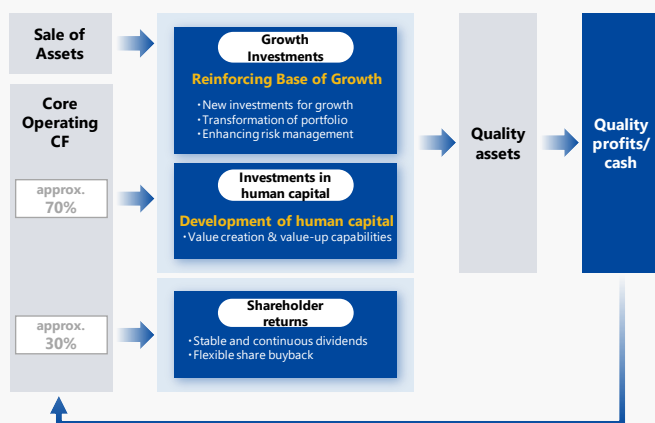 Sale of
Assets
Core
Operating
CF
approx.
70%
approx.
30%
Growth
Investments
Reinforcing Base of Growth
・New investments for growth
・Transformation of portfolio
・Enhancing risk management
Investments in
human capital
Development of human capital
・Value creation & value-up capabilities
Shareholder
returns
・Stable and continuous dividends
・Flexible share buyback
Quality
assets
Quality
profits/
cash